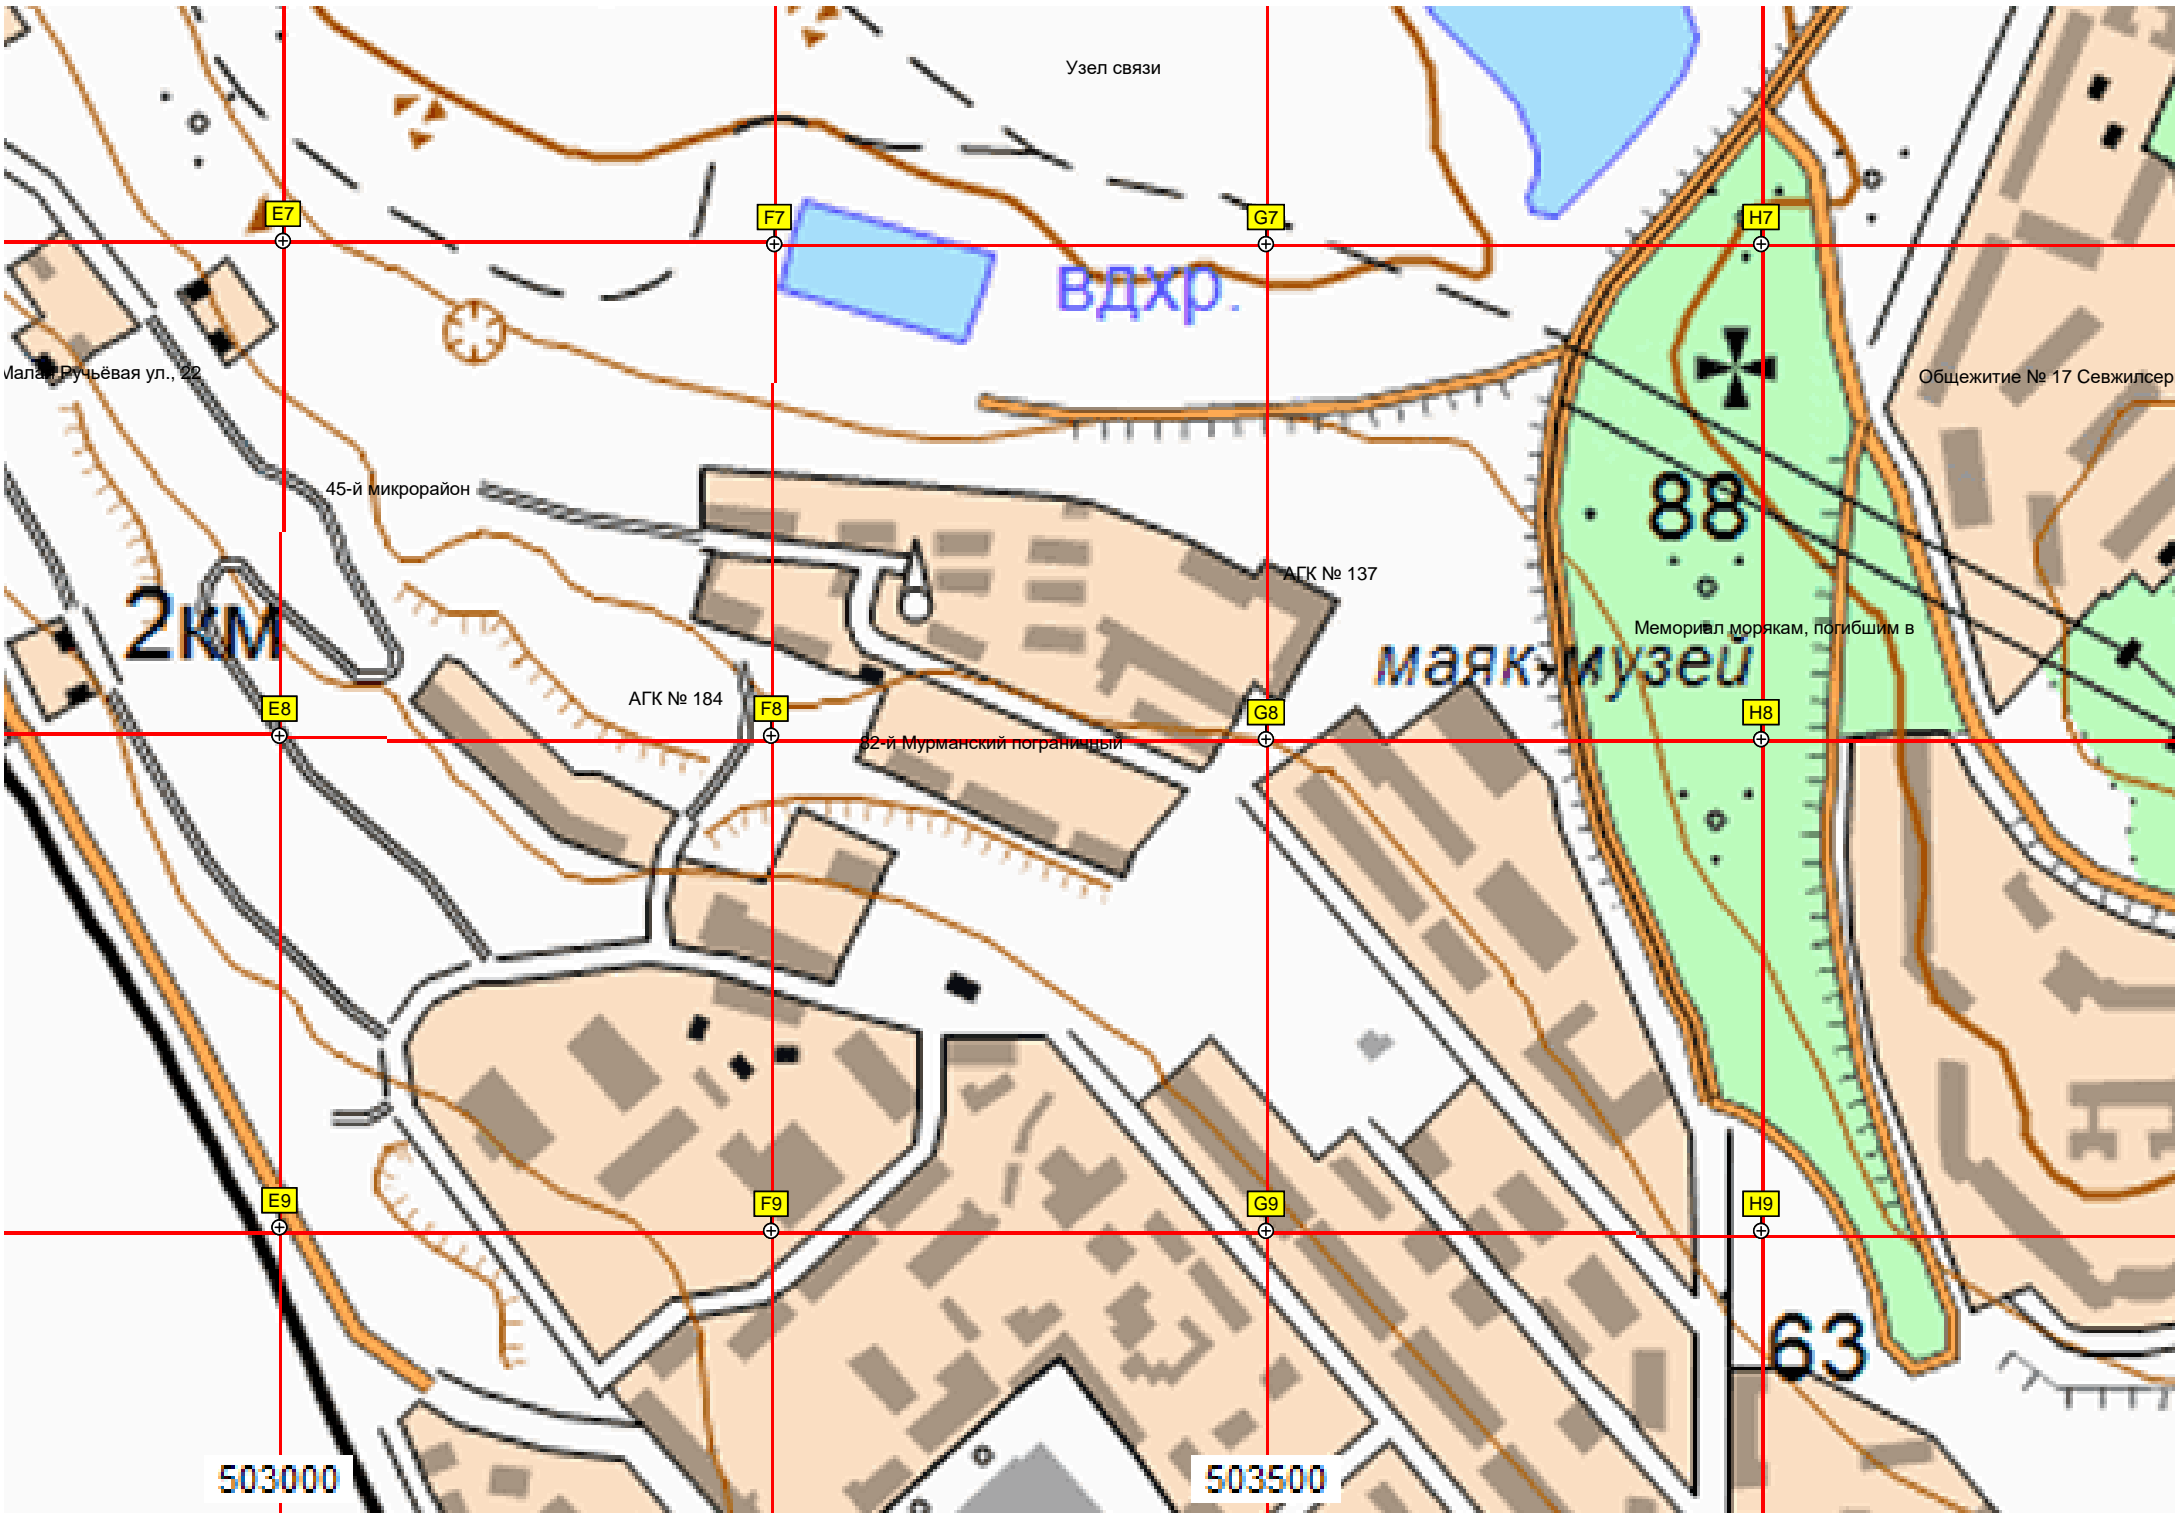 Узел связи
E7
F7
G7
H7
вдхр.
Малая Ручьёвая ул., 22
Общежитие № 17 Севжилсер
45-й микрорайон
88
АГК № 137
2км
Мемориал морякам, погибшим в
маяк-музей
АГК № 184
E8
F8
G8
H8
82-й Мурманский пограничный
E9
F9
G9
H9
63
503000
503500